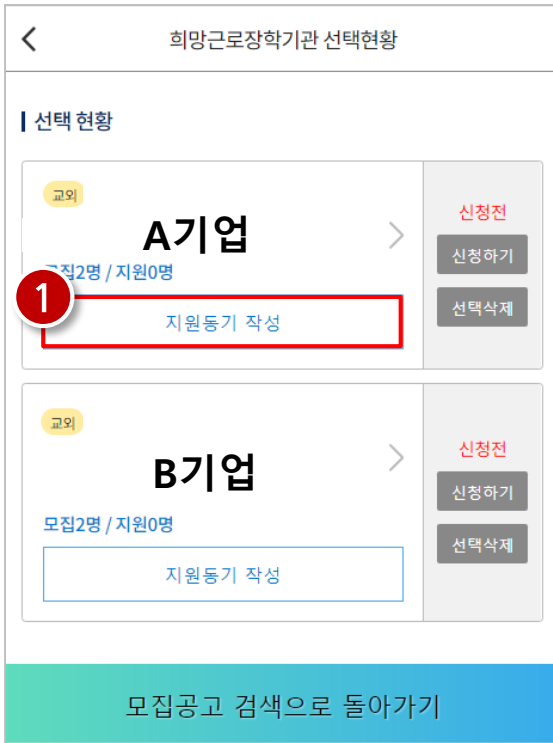 희망근로장학기관 선택현황
선택 현황
교외
신청전
A기업
신청하기
집2명 / 지원0명
1
선택삭제
지원동기 작성
교외
신청전
B기업
신청하기
모집2명 / 지원0명
선택삭제
지원동기 작성
모집공고 검색으로 돌아가기